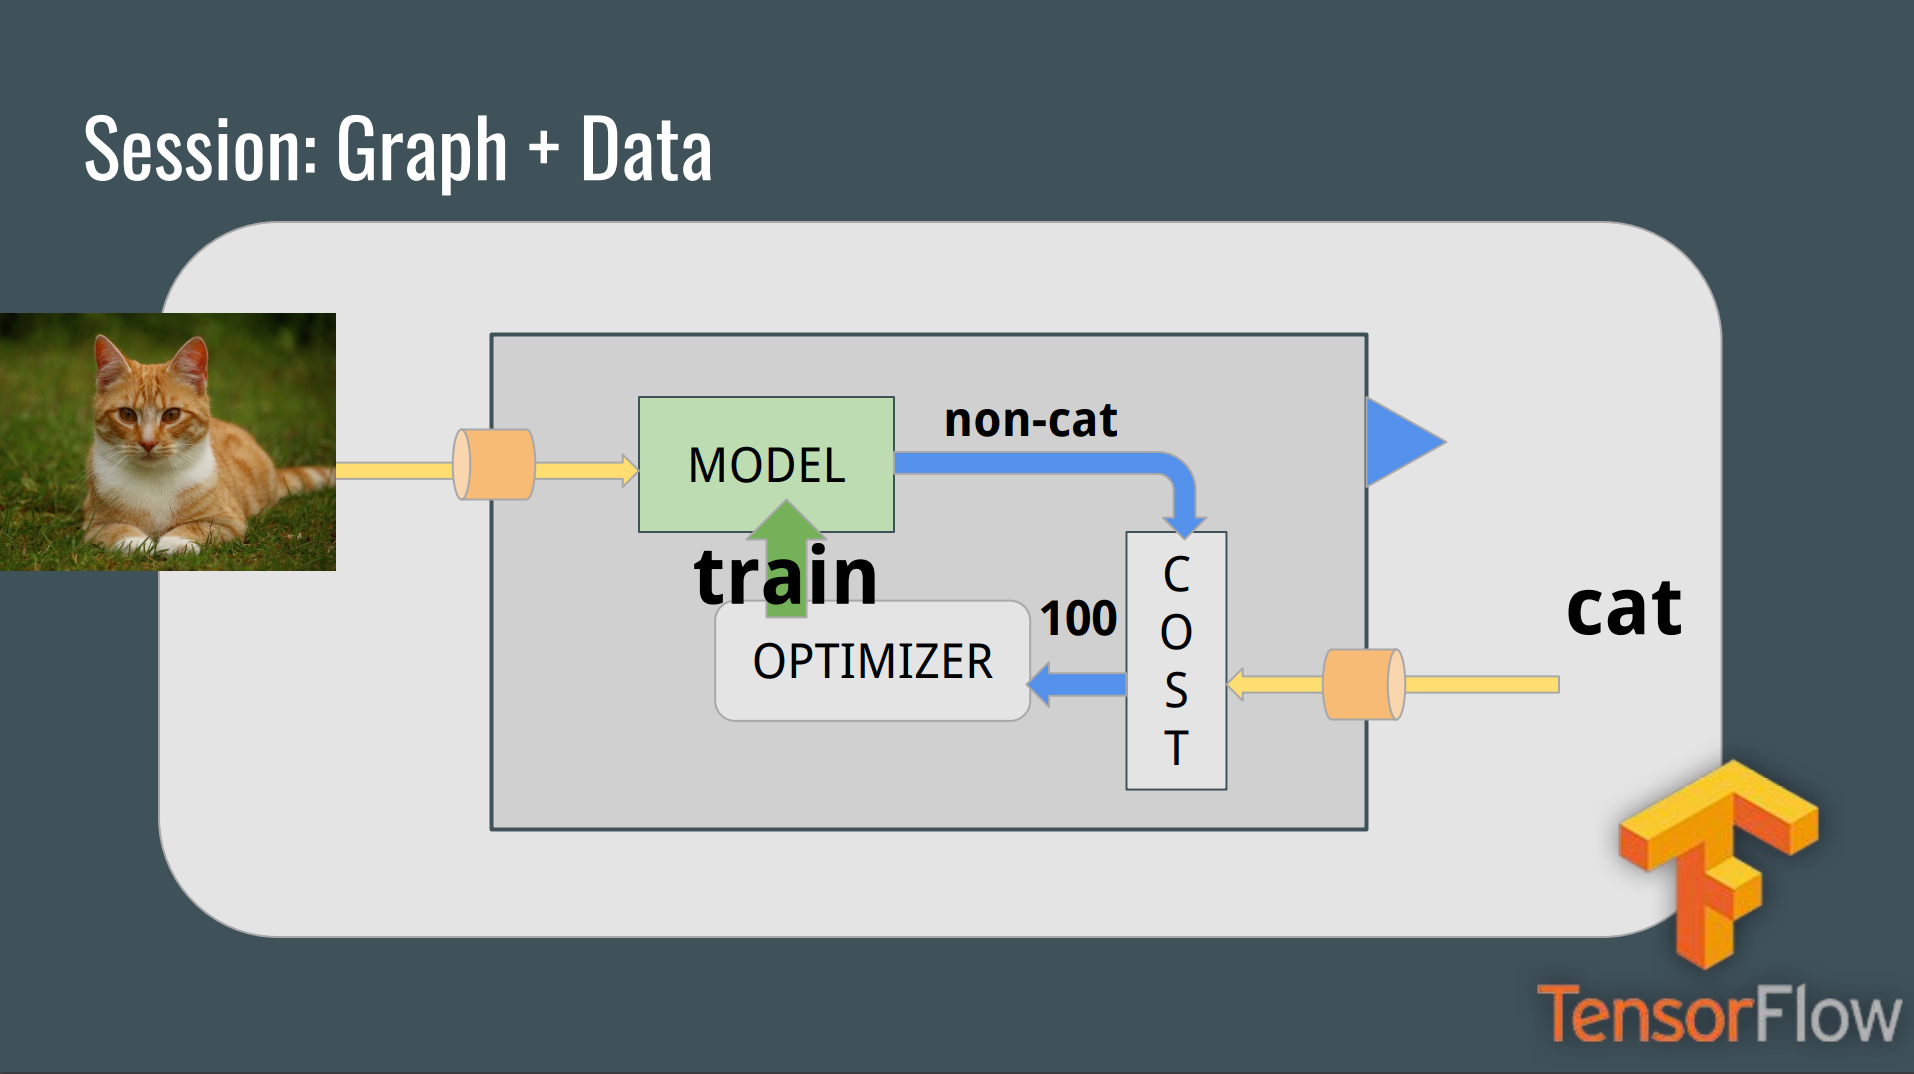 Session: Graph + Data
non-cat
MODEL
train
OPTIMIZER
100
C
O
S
T
cat
TensorFlow